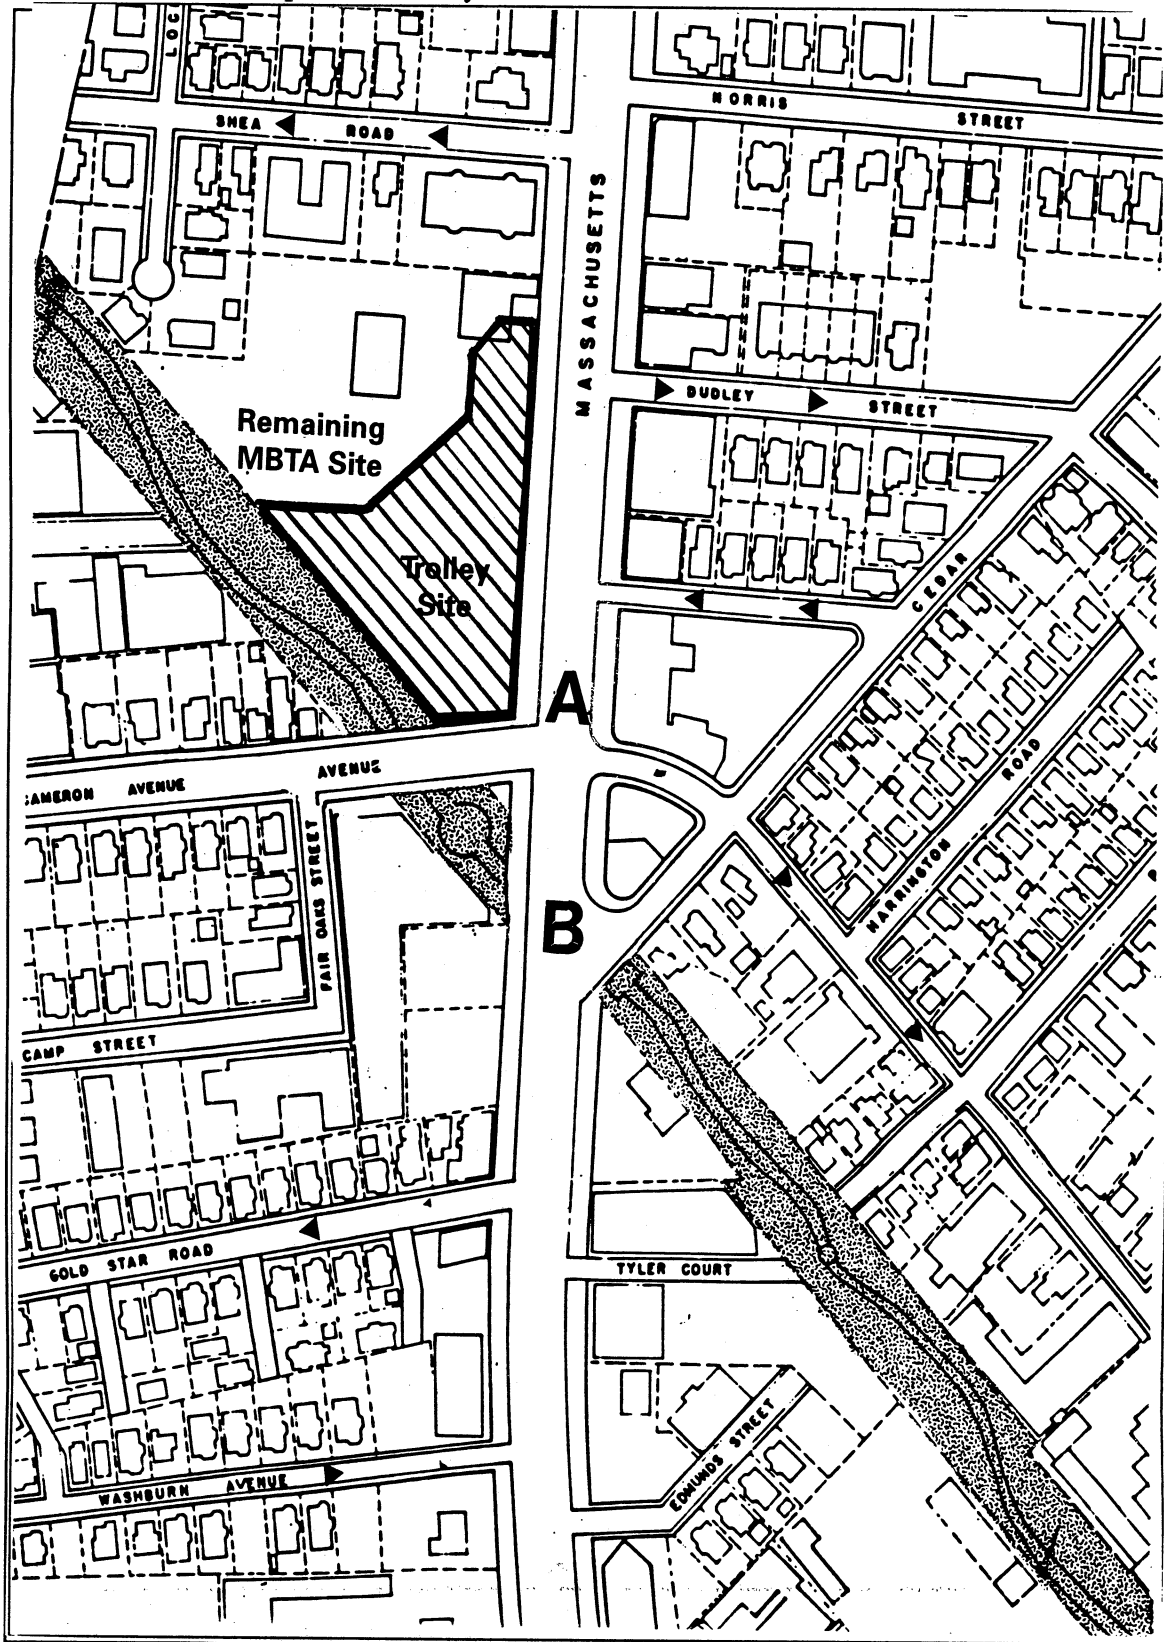 LOC
NORRIS STREET
SHEA ROAD
MASSACHUSETTS
DUDLEY STREET
Remaining
MBTA Site
Trolley
Site
CEDAR
A
HARRINGTON ROAD
CAMERON AVENUE AVENUE
FAIR OAKS STREET
B
CAMP STREET
GOLD STAR ROAD
TYLER COURT
EDMUNDS STREET
WASHBURN AVENUE